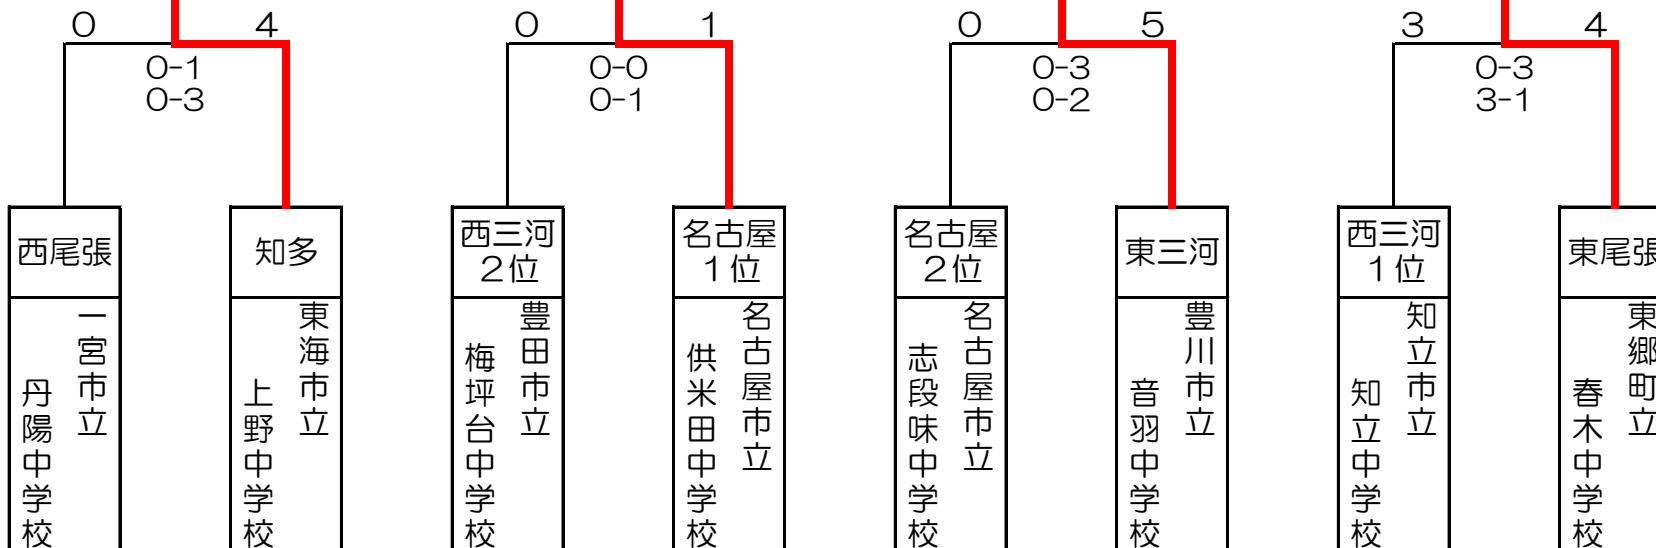 0 4
0-1
0-3
0 1
0-0
0-1
0 5
0-3
0-2
3 4
0-3
3-1
西尾張
知多
西三河
2位
名古屋
1位
名古屋
2位
東三河
西三河
1位
東尾張
一宮市立
丹陽中学校
東海市立
上野中学校
豊田市立
梅坪台中学校
名古屋市立
供米田中学校
名古屋市立
志段味中学校
豊川市立
音羽中学校
知立市立
知立中学校
東郷町立
春木中学校